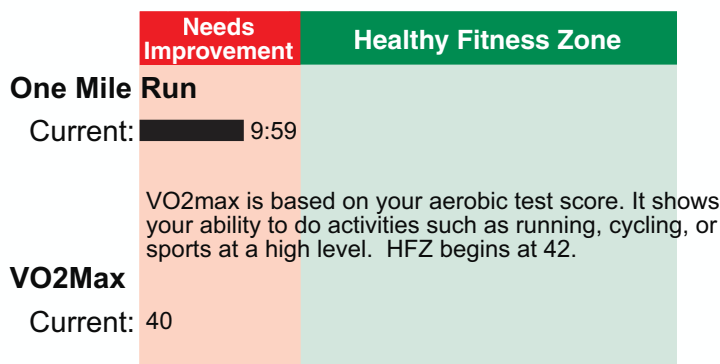 Needs
Improvement
Healthy Fitness Zone
One Mile Run
Current: 9:59
VO2max is based on your aerobic test score. It shows
your ability to do activities such as running, cycling, or
sports at a high level.  HFZ begins at 42.
VO2Max
Current: 40